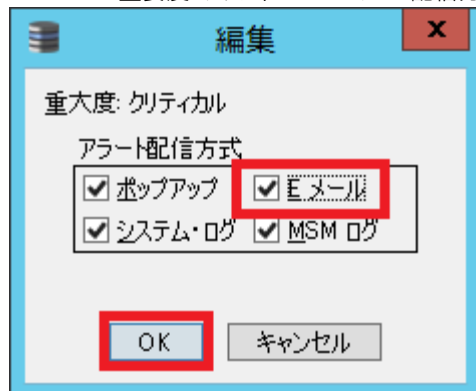 編集
重大度: クリティカル
アラート配信方式
ポップアップ Eメール
システム・ログ MSM ログ
OK キャンセル